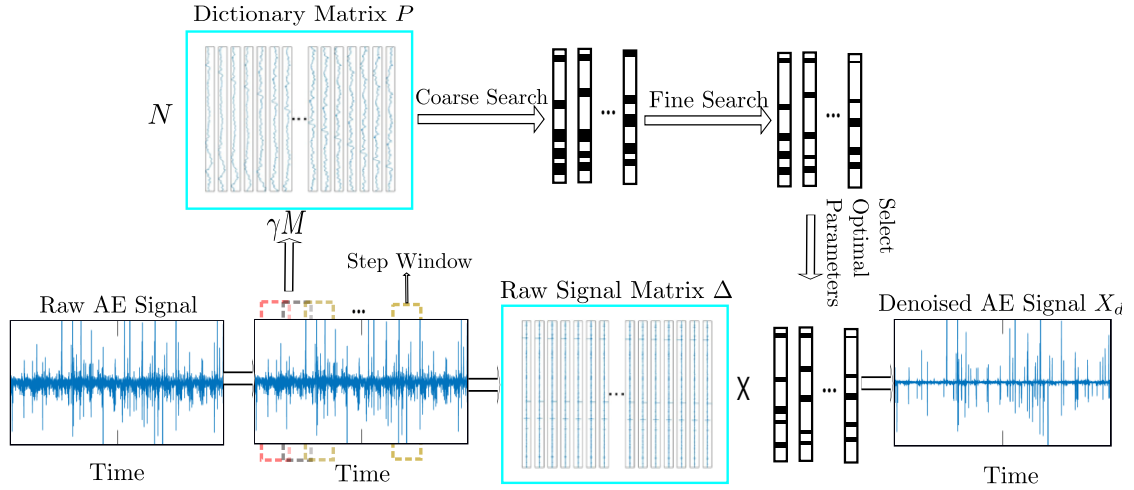 Dictionary Matrix P
N
Coarse Search
Fine Search
γM
Select
Optimal
Parameters
Step Window
Raw AE Signal
Raw Signal Matrix Δ
Denoised AE Signal X_d
...
...
...
...
...
...
...
X
Time
Time
Time